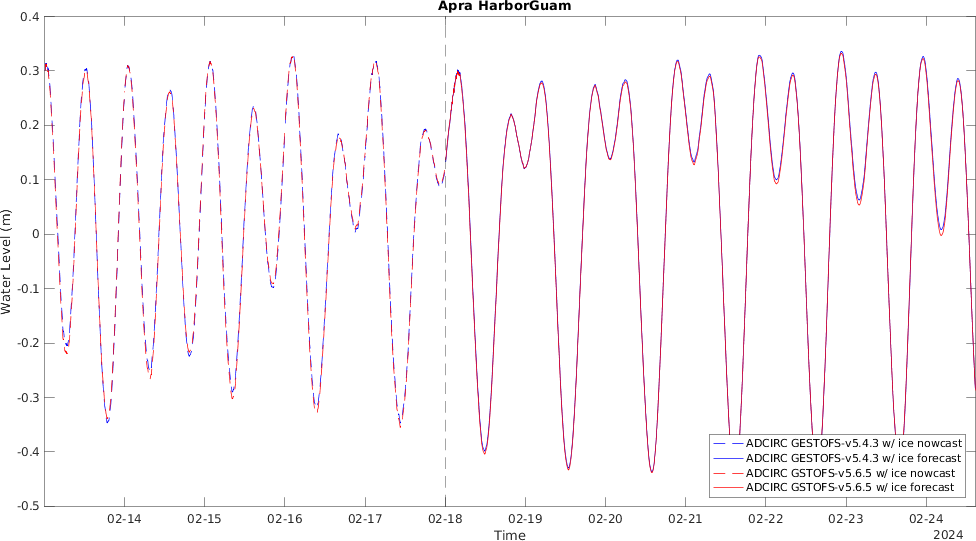 Apra HarborGuam
0.4
0.3
0.2
0.1
0
-0.1
-0.2
-0.3
-0.4
-0.5
Water Level (m)
ADCIRC GESTOFS-v5.4.3 w/ ice nowcast
ADCIRC GESTOFS-v5.4.3 w/ ice forecast
ADCIRC GSTOFS-v5.6.5 w/ ice nowcast
ADCIRC GSTOFS-v5.6.5 w/ ice forecast
02-14 02-15 02-16 02-17 02-18 02-19 02-20 02-21 02-22 02-23 02-24
Time 2024